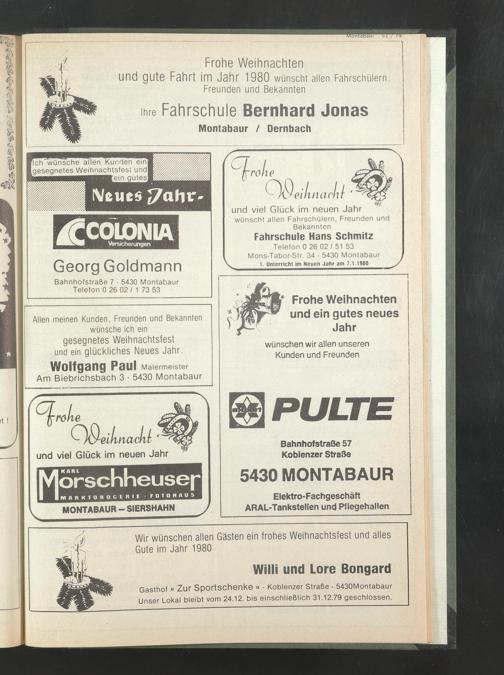 Montabaur 51 / 79
Frohe Weihnachten
und gute Fahrt im Jahr 1980 wünscht allen Fahrschülern,
Freunden und Bekannten
Ihre Fahrschule Bernhard Jonas
Montabaur / Dernbach
Ich wünsche allen Kunden ein
gesegnetes Weihnachtsfest und
ein gutes
Neues Jahr-
COLONIA
Versicherungen
Georg Goldmann
Bahnhofstraße 7 - 5430 Montabaur
Telefon 0 26 02 / 1 73 53
Frohe
Weihnacht
und viel Glück im neuen Jahr
wünscht allen Fahrschülern, Freunden und
Bekannten
Fahrschule Hans Schmitz
Telefon 0 26 02 / 51 53
Mons-Tabor-Str. 34 - 5430 Montabaur
1. Unterricht im Neuen Jahr am 7.1.1980
Allen meinen Kunden, Freunden und Bekannten
wünsche ich ein
gesegnetes Weihnachtsfest
und ein glückliches Neues Jahr.
Wolfgang Paul Malermeister
Am Biebrichsbach 3 - 5430 Montabaur
Frohe Weihnachten
und ein gutes neues
Jahr
wünschen wir allen unseren
Kunden und Freunden
ARAL PULTE
Bahnhofstraße 57
Koblenzer Straße
5430 MONTABAUR
Elektro-Fachgeschäft
ARAL-Tankstellen und Pflegehallen
Frohe
Weihnacht
und viel Glück im neuen Jahr
KARL
Morschheuser
MARKTDROGERIE · FOTOHAUS
MONTABAUR – SIERSHAHN
Wir wünschen allen Gästen ein frohes Weihnachtsfest und alles
Gute im Jahr 1980
Willi und Lore Bongard
Gasthof » Zur Sportschenke « - Koblenzer Straße - 5430Montabaur
Unser Lokal bleibt vom 24.12. bis einschließlich 31.12.79 geschlossen.